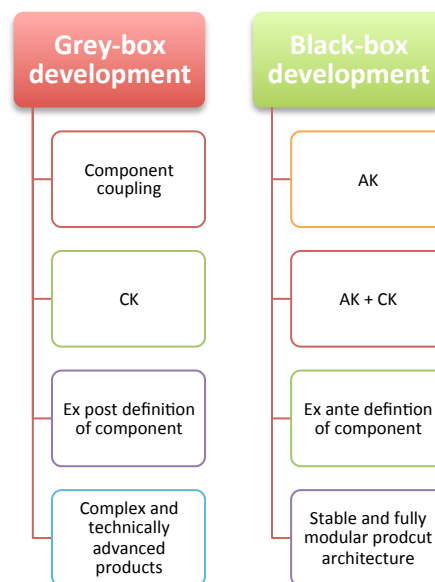 Grey-box
development
Component
coupling
CK
Ex post definition
of component
Complex and
technically
advanced
products
Black-box
development
AK
AK + CK
Ex ante defintion
of component
Stable and fully
modular prodcut
architecture